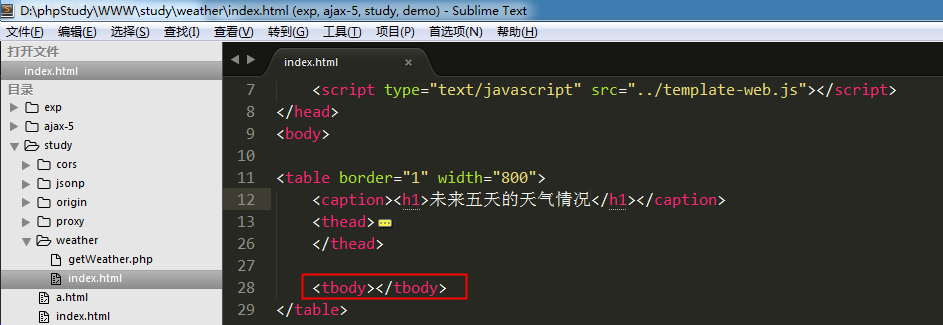 D:\phpStudy\WWW\study\weather\index.html (exp, ajax-5, study, demo) - Sublime Text
文件(F) 编辑(E) 选择(S) 查找(I) 查看(V) 转到(G) 工具(T) 项目(P) 首选项(N) 帮助(H)
打开文件
index.html
目录
exp
ajax-5
study
cors
jsonp
origin
proxy
weather
getWeather.php
index.html
a.html
index.html
index.html ×
7 <script type="text/javascript" src="../template-web.js"></script>
8 </head>
9 <body>
10
11 <table border="1" width="800">
12 <caption><h1>未来五天的天气情况</h1></caption>
13 <thead>
26 </thead>
27
28 <tbody></tbody>
29 </table>